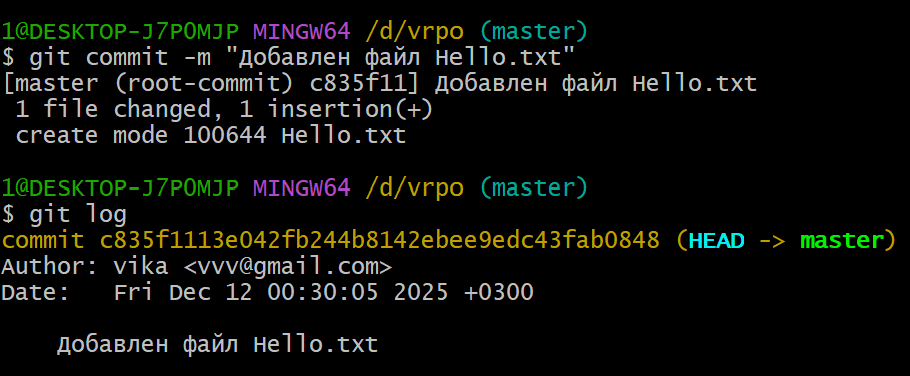 1@DESKTOP-J7P0MJP MINGW64 /d/vrpo (master)
$ git commit -m "Добавлен файл Hello.txt"
[master (root-commit) c835f11] Добавлен файл Hello.txt
 1 file changed, 1 insertion(+)
 create mode 100644 Hello.txt

1@DESKTOP-J7P0MJP MINGW64 /d/vrpo (master)
$ git log
commit c835f1113e042fb244b8142ebee9edc43fab0848 (HEAD -> master)
Author: vika <vvv@gmail.com>
Date:   Fri Dec 12 00:30:05 2025 +0300

    Добавлен файл Hello.txt